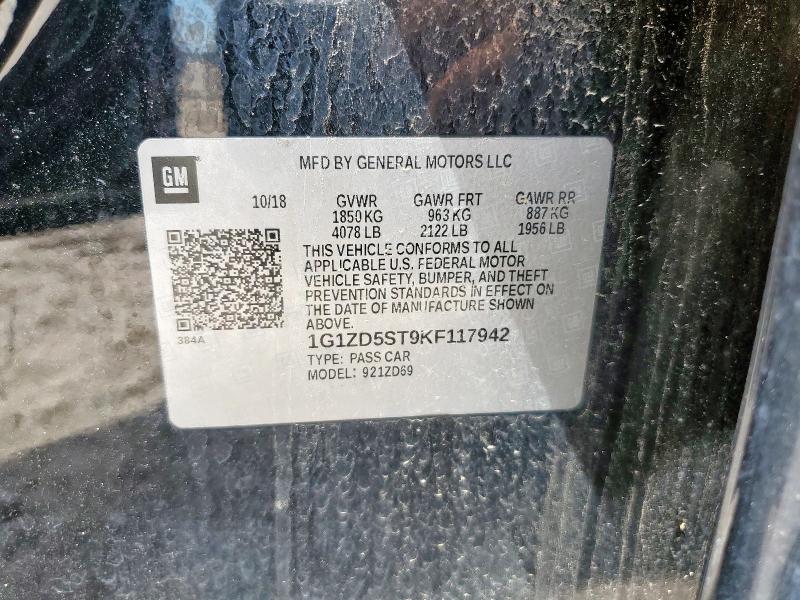 GM
MFD BY GENERAL MOTORS LLC
10/18 GVWR GAWR FRT GAWR RR
1850 KG 963 KG 887 KG
4078 LB 2122 LB 1956 LB
THIS VEHICLE CONFORMS TO ALL
APPLICABLE U.S. FEDERAL MOTOR
VEHICLE SAFETY, BUMPER, AND THEFT
PREVENTION STANDARDS IN EFFECT ON
THE DATE OF MANUFACTURE SHOWN
ABOVE.
384A
1G1ZD5ST9KF117942
TYPE: PASS CAR
MODEL: 921ZD69